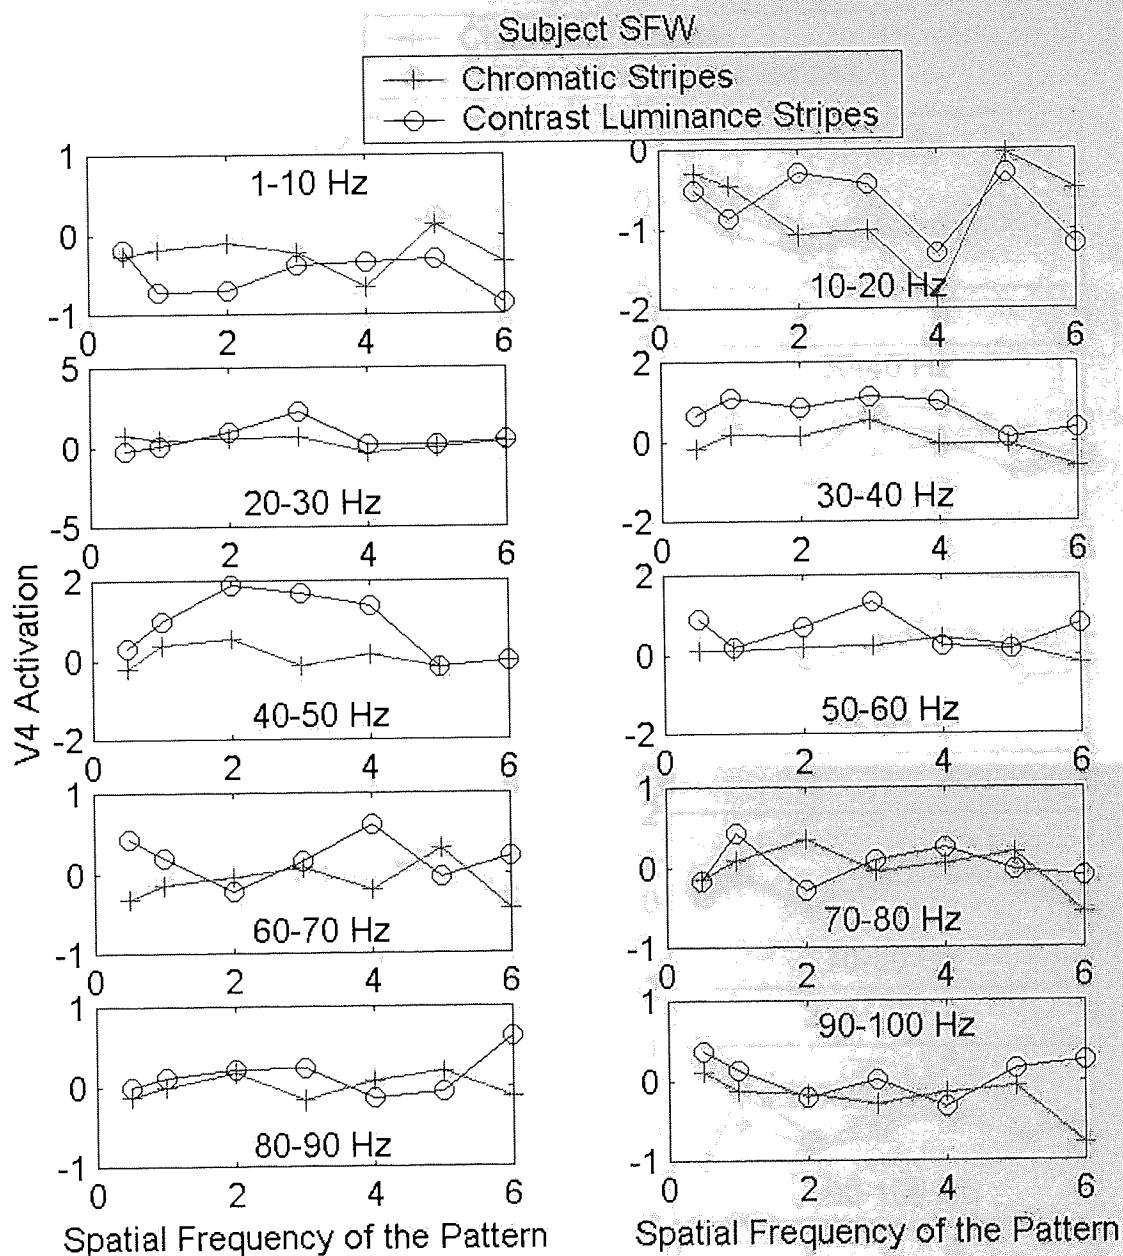 Subject SFW
Chromatic Stripes
Contrast Luminance Stripes
V4 Activation
1-10 Hz
1
0
-1
0 2 4 6
10-20 Hz
0
-1
-2
0 2 4 6
20-30 Hz
5
0
-5
0 2 4 6
30-40 Hz
2
0
-2
0 2 4 6
40-50 Hz
2
0
-2
0 2 4 6
50-60 Hz
2
0
-2
0 2 4 6
60-70 Hz
1
0
-1
0 2 4 6
70-80 Hz
1
0
-1
0 2 4 6
80-90 Hz
1
0
-1
0 2 4 6
90-100 Hz
1
0
-1
0 2 4 6
Spatial Frequency of the Pattern
Spatial Frequency of the Pattern